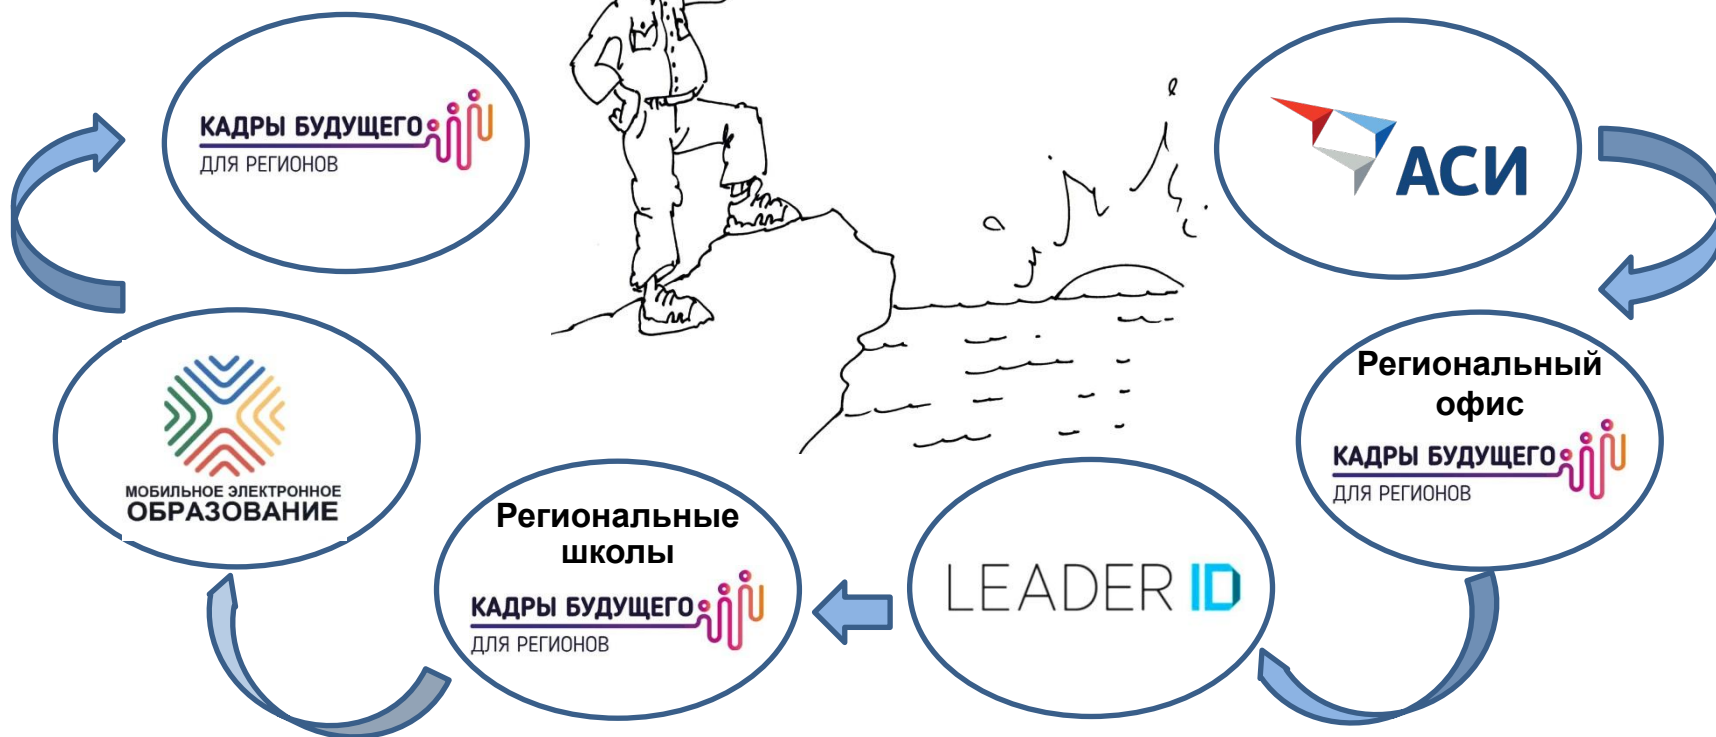 КАДРЫ БУДУЩЕГО
ДЛЯ РЕГИОНОВ
АСИ
Региональный
офис
КАДРЫ БУДУЩЕГО
ДЛЯ РЕГИОНОВ
МОБИЛЬНОЕ ЭЛЕКТРОННОЕ
ОБРАЗОВАНИЕ
Региональные
школы
КАДРЫ БУДУЩЕГО
ДЛЯ РЕГИОНОВ
LEADER ID